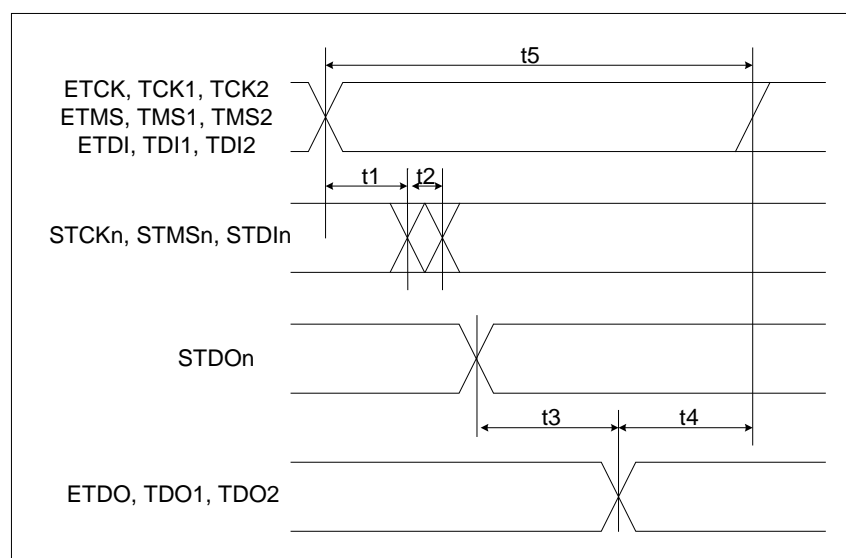 t5
ETCK, TCK1, TCK2
ETMS, TMS1, TMS2
ETDI, TDI1, TDI2
t1
t2
STCKn, STMSn, STDIn
STDOn
t3
t4
ETDO, TDO1, TDO2